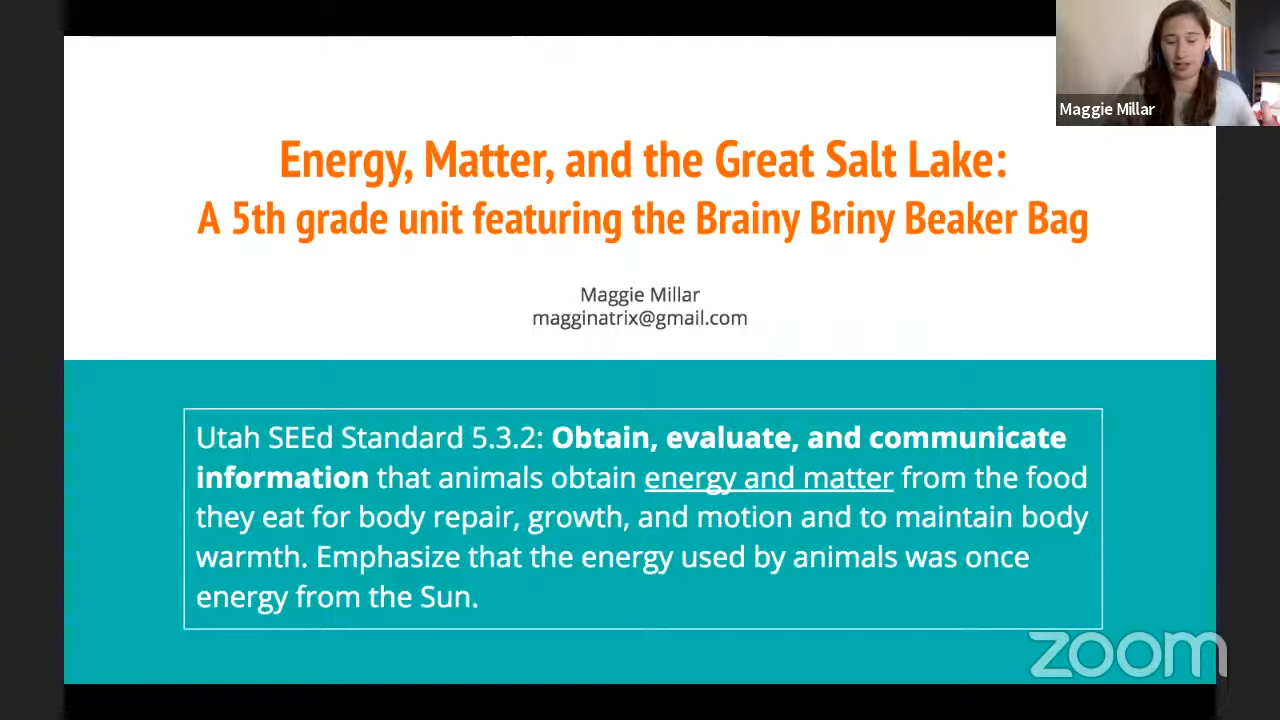 Maggie Millar
Energy, Matter, and the Great Salt Lake:
A 5th grade unit featuring the Brainy Briny Beaker Bag
Maggie Millar
magginatrix@gmail.com
Utah SEEd Standard 5.3.2: Obtain, evaluate, and communicate
information that animals obtain energy and matter from the food
they eat for body repair, growth, and motion and to maintain body
warmth. Emphasize that the energy used by animals was once
energy from the Sun.
zoom